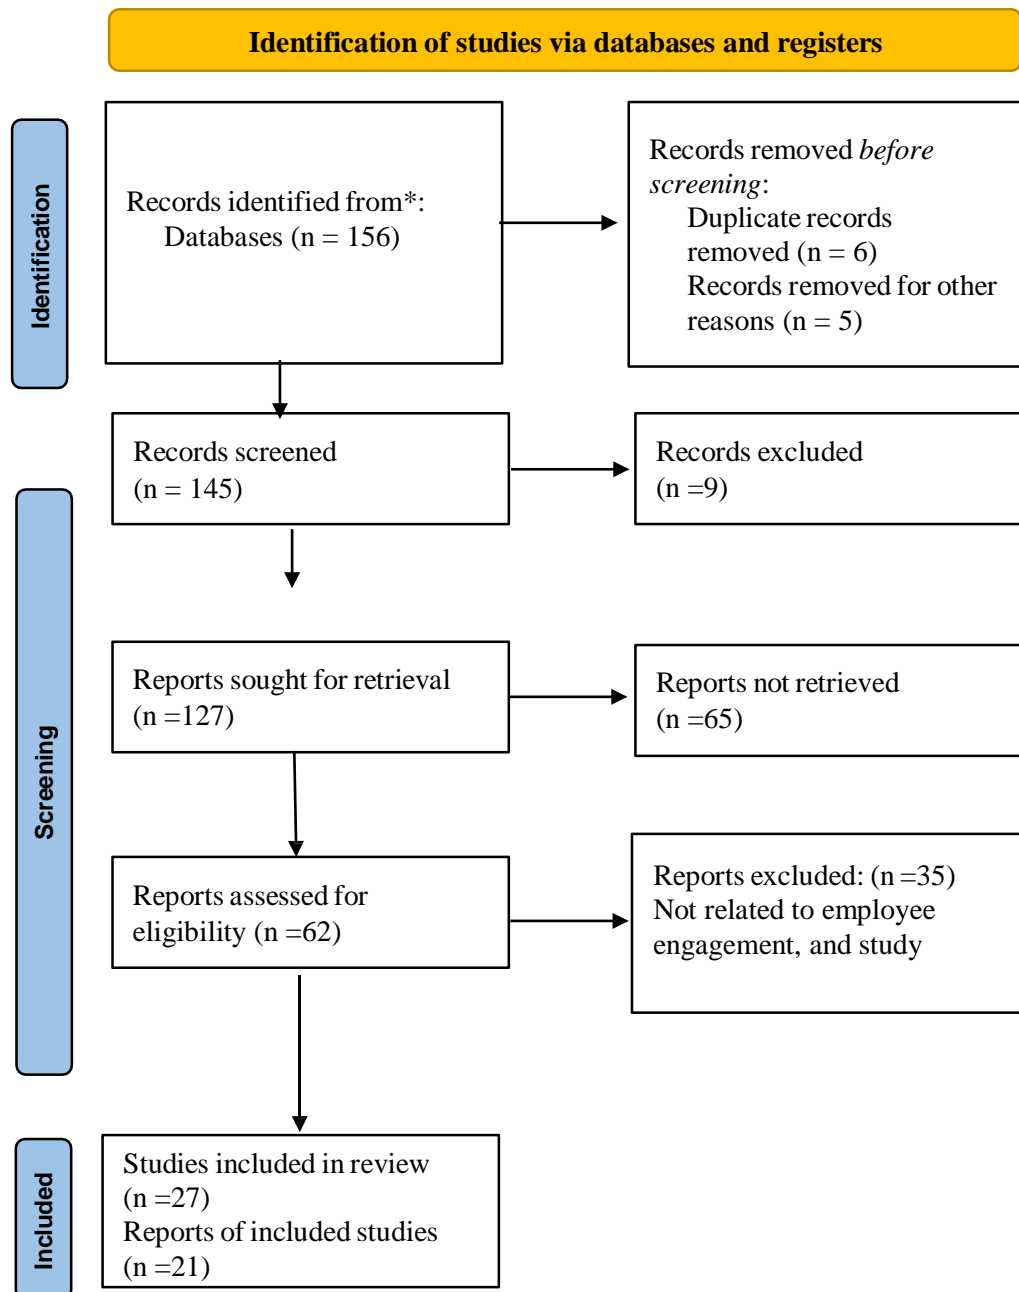 Identification of studies via databases and registers
Identification
Records identified from*:
Databases (n = 156)
Records removed before
screening:
Duplicate records
removed (n = 6)
Records removed for other
reasons (n = 5)
Screening
Records screened
(n = 145)
Records excluded
(n =9)
Reports sought for retrieval
(n =127)
Reports not retrieved
(n =65)
Reports assessed for
eligibility (n =62)
Reports excluded: (n =35)
Not related to employee
engagement, and study
Included
Studies included in review
(n =27)
Reports of included studies
(n =21)